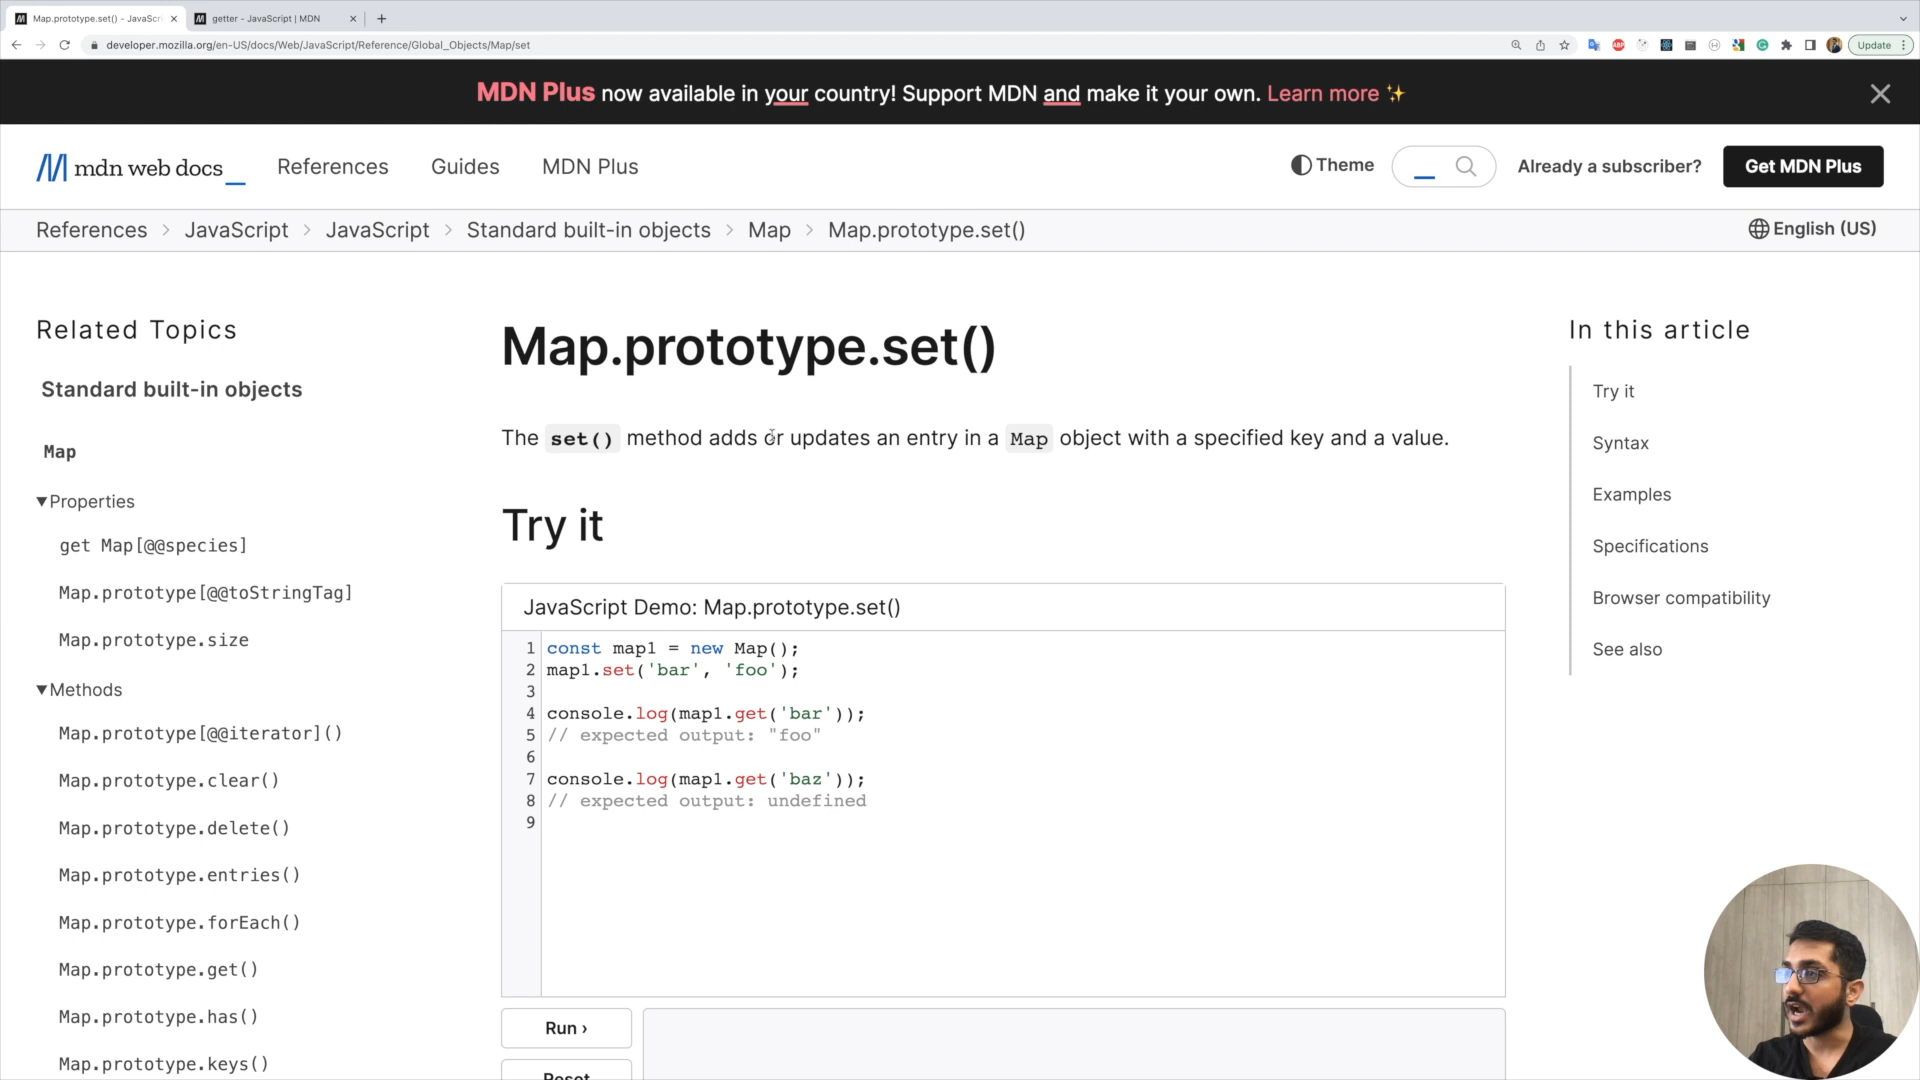 Map.prototype.set() - JavaScri
getter - JavaScript | MDN
developer.mozilla.org/en-US/docs/Web/JavaScript/Reference/Global_Objects/Map/set
Update
MDN Plus now available in your country! Support MDN and make it your own. Learn more ✨
mdn web docs_
References
Guides
MDN Plus
Theme
Already a subscriber?
Get MDN Plus
References > JavaScript > JavaScript > Standard built-in objects > Map > Map.prototype.set()
English (US)
Related Topics
Standard built-in objects
Map
▼Properties
get Map[@@species]
Map.prototype[@@toStringTag]
Map.prototype.size
▼Methods
Map.prototype[@@iterator]()
Map.prototype.clear()
Map.prototype.delete()
Map.prototype.entries()
Map.prototype.forEach()
Map.prototype.get()
Map.prototype.has()
Map.prototype.keys()
Map.prototype.set()
The set() method adds or updates an entry in a Map object with a specified key and a value.
Try it
JavaScript Demo: Map.prototype.set()
1 const map1 = new Map();
2 map1.set('bar', 'foo');
3
4 console.log(map1.get('bar'));
5 // expected output: "foo"
6
7 console.log(map1.get('baz'));
8 // expected output: undefined
9
Run ›
Reset
In this article
Try it
Syntax
Examples
Specifications
Browser compatibility
See also